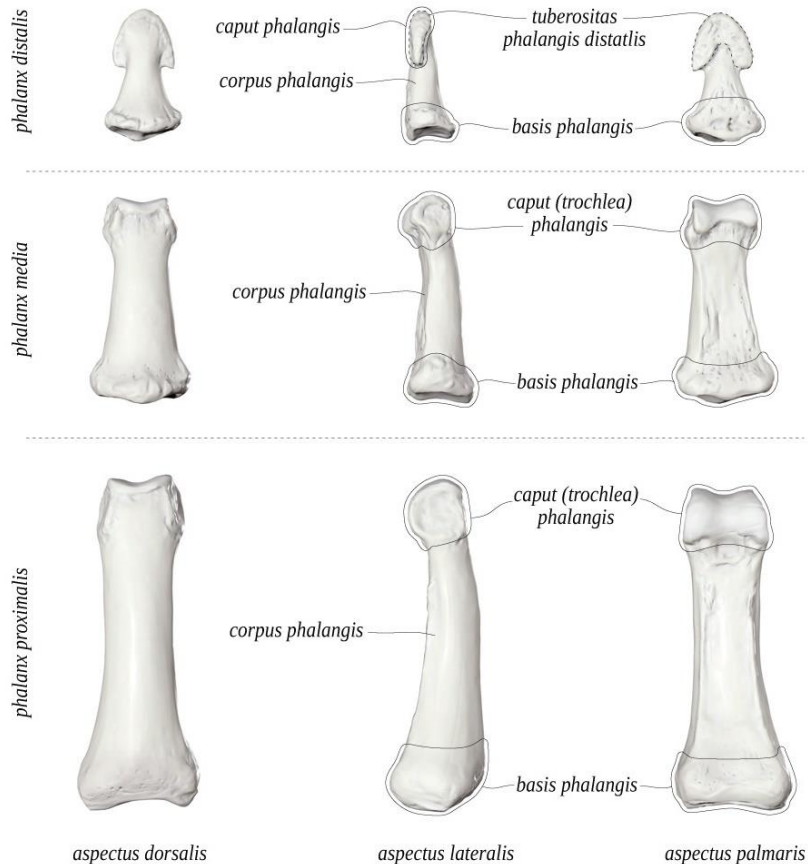 phalanx distalis
caput phalangis
tuberositas
phalangis distatlis
corpus phalangis
basis phalangis
phalanx media
caput (trochlea)
phalangis
corpus phalangis
basis phalangis
phalanx proximalis
caput (trochlea)
phalangis
corpus phalangis
basis phalangis
aspectus dorsalis
aspectus lateralis
aspectus palmaris